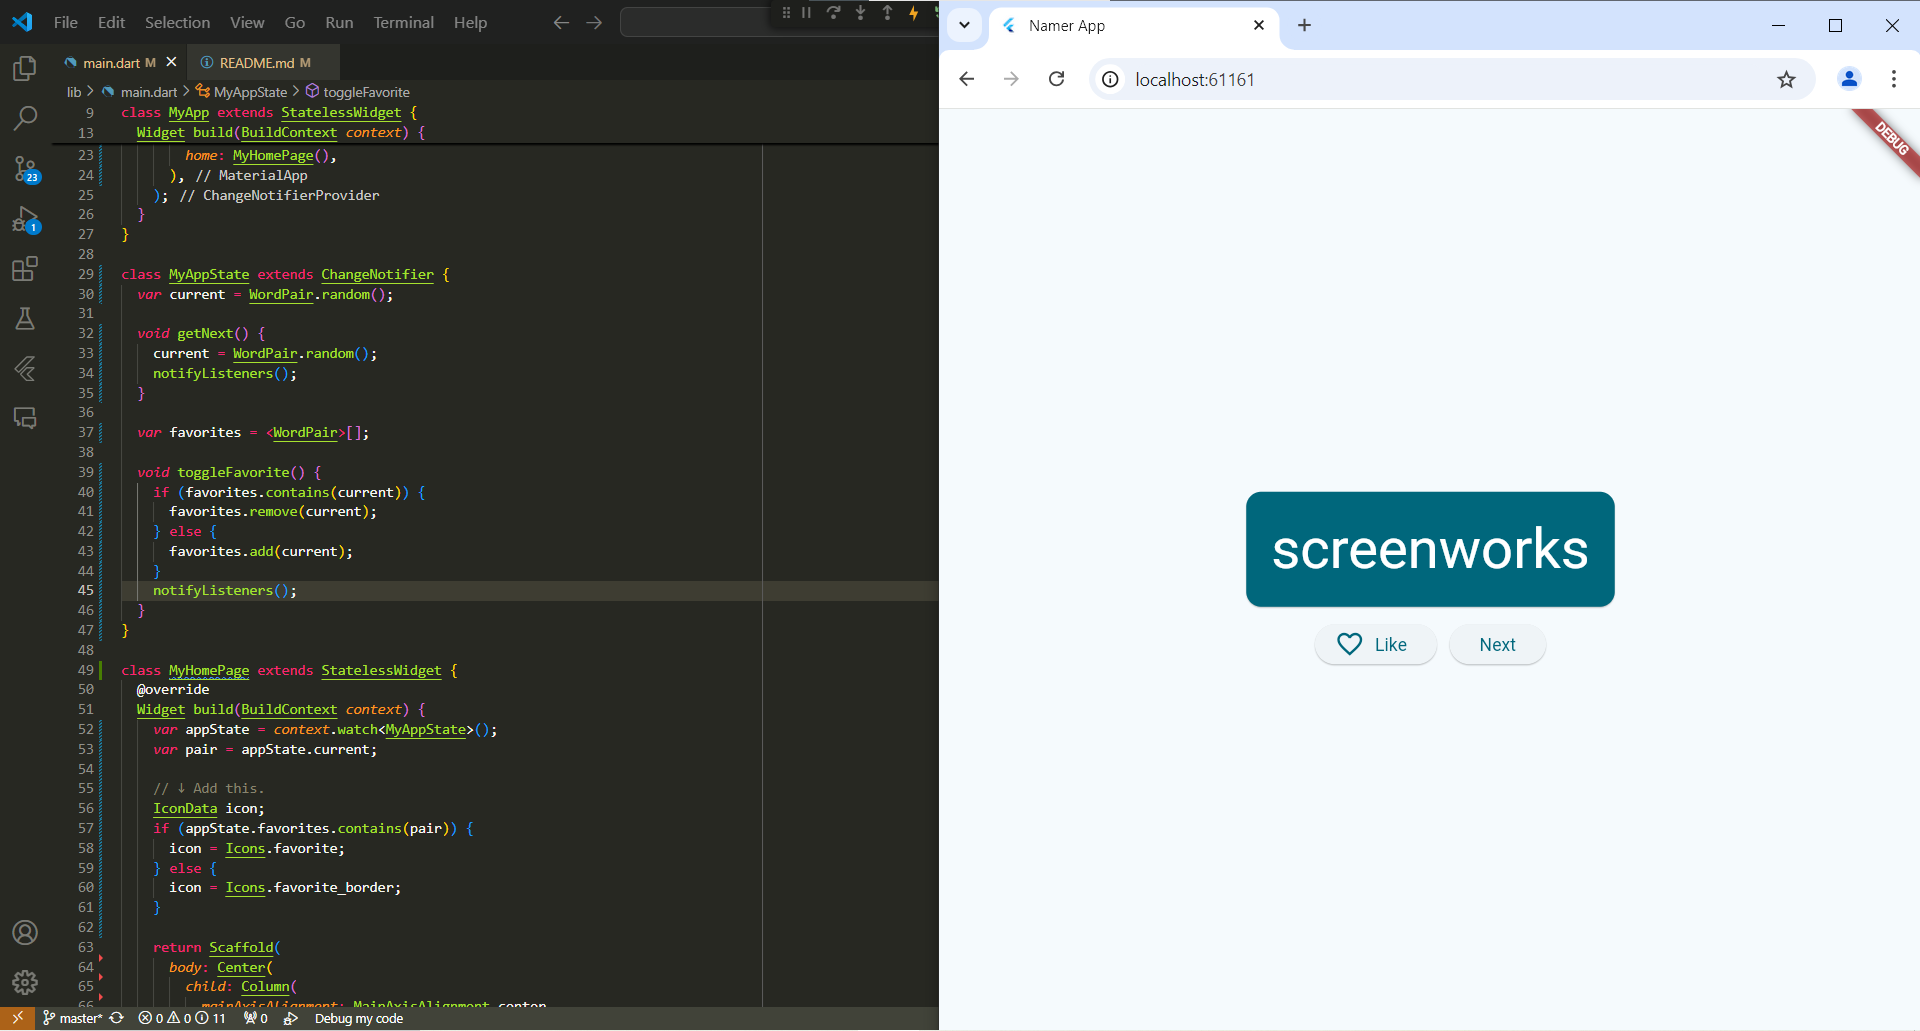 File Edit Selection View Go Run Terminal Help
main.dart M
README.md M
lib > main.dart > MyAppState > toggleFavorite
9 class MyApp extends StatelessWidget {
13 Widget build(BuildContext context) {
23 home: MyHomePage(),
24 ), // MaterialApp
25 ); // ChangeNotifierProvider
26 }
27 }
28
29 class MyAppState extends ChangeNotifier {
30 var current = WordPair.random();
31
32 void getNext() {
33 current = WordPair.random();
34 notifyListeners();
35 }
36
37 var favorites = <WordPair>[];
38
39 void toggleFavorite() {
40 if (favorites.contains(current)) {
41 favorites.remove(current);
42 } else {
43 favorites.add(current);
44 }
45 notifyListeners();
46 }
47 }
48
49 class MyHomePage extends StatelessWidget {
50 @override
51 Widget build(BuildContext context) {
52 var appState = context.watch<MyAppState>();
53 var pair = appState.current;
54
55 // ↓ Add this.
56 IconData icon;
57 if (appState.favorites.contains(pair)) {
58 icon = Icons.favorite;
59 } else {
60 icon = Icons.favorite_border;
61 }
62
63 return Scaffold(
64 body: Center(
65 child: Column(
66 mainAxisAlignment: MainAxisAlignment.center,
23
1
master* 0 0 11 0 Debug my code
Namer App
localhost:61161
DEBUG
screenworks
Like
Next